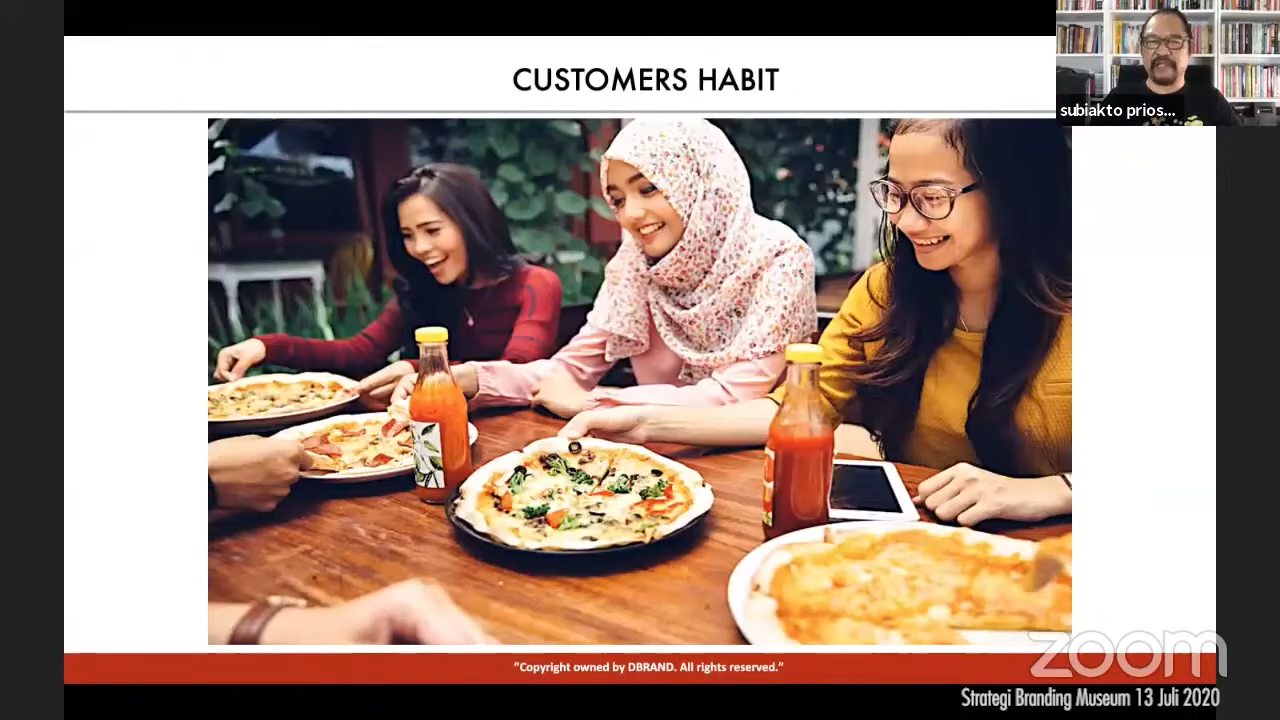 CUSTOMERS HABIT
subiakto prios...
"Copyright owned by DBRAND. All rights reserved."
zoom
Strategi Branding Museum 13 Juli 2020